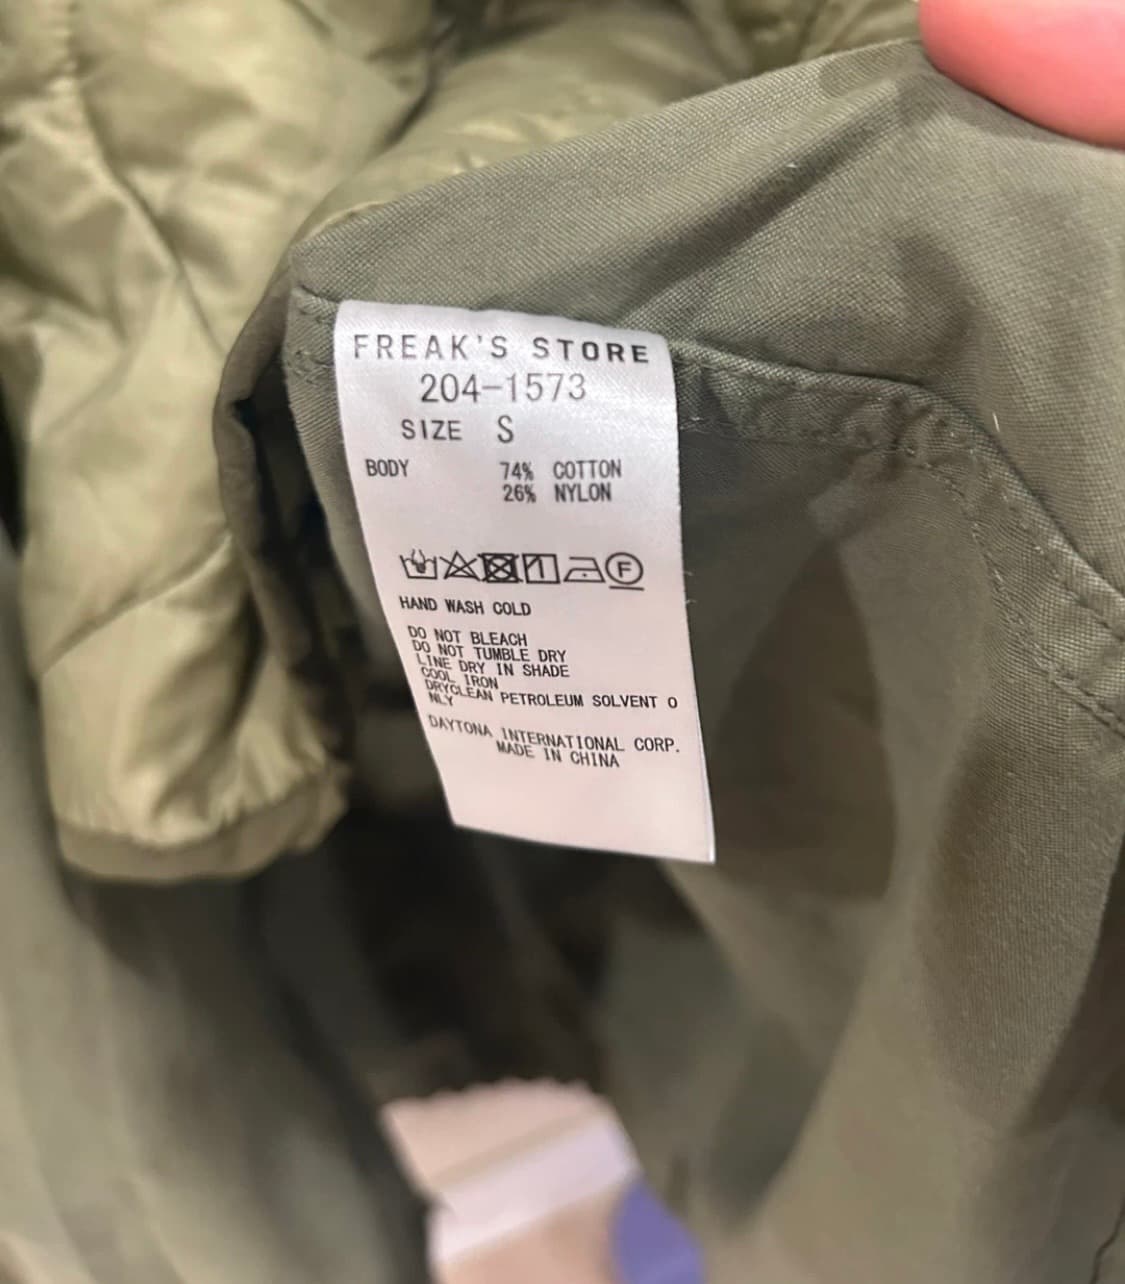 FREAK'S STORE
204-1573
SIZE S
BODY 74% COTTON
26% NYLON
F
HAND WASH COLD
DO NOT BLEACH
DO NOT TUMBLE DRY
LINE DRY IN SHADE
COOL IRON
DRYCLEAN PETROLEUM SOLVENT O
NLY
DAYTONA INTERNATIONAL CORP.
MADE IN CHINA